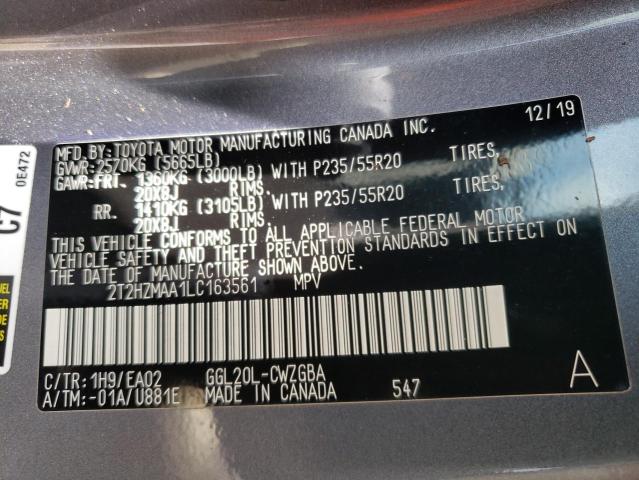 12/19
MFD.BY: TOYOTA MOTOR MANUFACTURING CANADA INC.
GVWR: 2570KG (5665LB)
GAWR: FRT. 1360KG (3000LB) WITH P235/55R20 TIRES,
20X8J RIMS.
RR. 1410KG (3105LB) WITH P235/55R20 TIRES,
20X8J RIMS.
THIS VEHICLE CONFORMS TO ALL APPLICABLE FEDERAL MOTOR
VEHICLE SAFETY AND THEFT PREVENTION STANDARDS IN EFFECT ON
THE DATE OF MANUFACTURE SHOWN ABOVE.
2T2HZMAA1LC163561 MPV
C/TR: 1H9/EA02 GGL20L-CWZGBA
A/TM: -01A/U881E MADE IN CANADA 547 A
C7 0E472